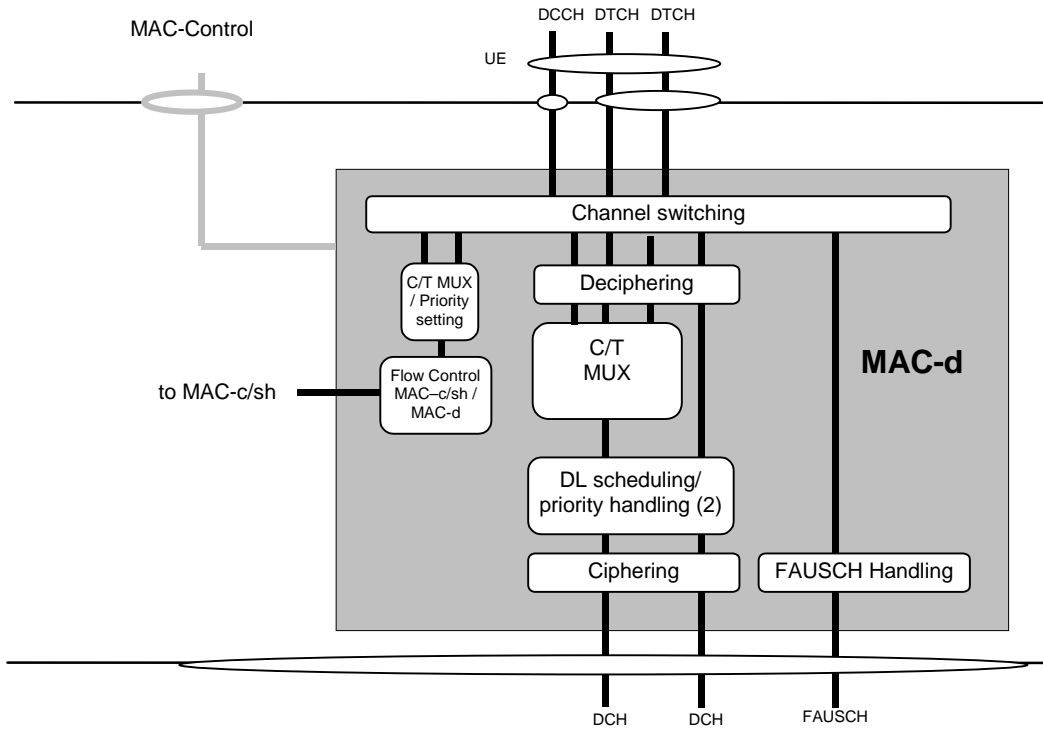 DCCH DTCH DTCH
MAC-Control
UE
Channel switching
C/T MUX
/ Priority
setting
Deciphering
C/T
MUX
MAC-d
Flow Control
MAC–c/sh /
MAC-d
to MAC-c/sh
DL scheduling/
priority handling (2)
Ciphering
FAUSCH Handling
DCH DCH FAUSCH